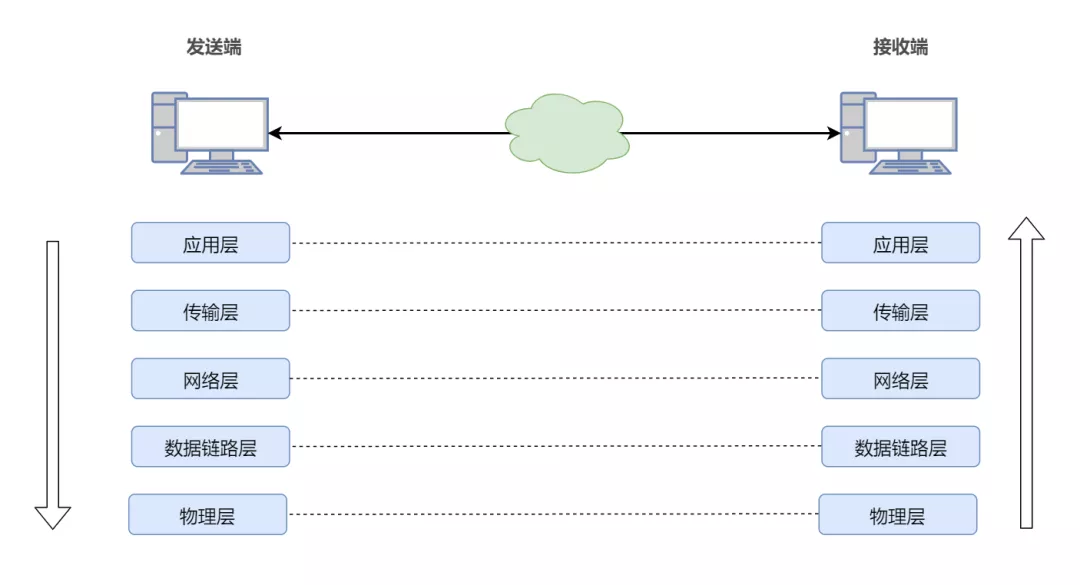 发送端
接收端
应用层
应用层
传输层
传输层
网络层
网络层
数据链路层
数据链路层
物理层
物理层